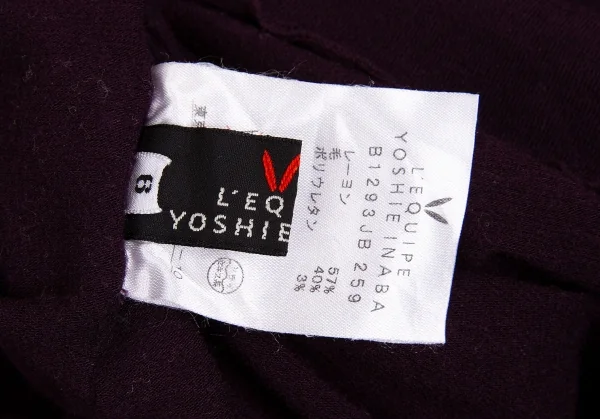 L'EQUIPE
YOSHIE INABA
B1293JB 259
レーヨン 57%
毛 40%
ポリウレタン 3%
L'EQ
YOSHIE
9